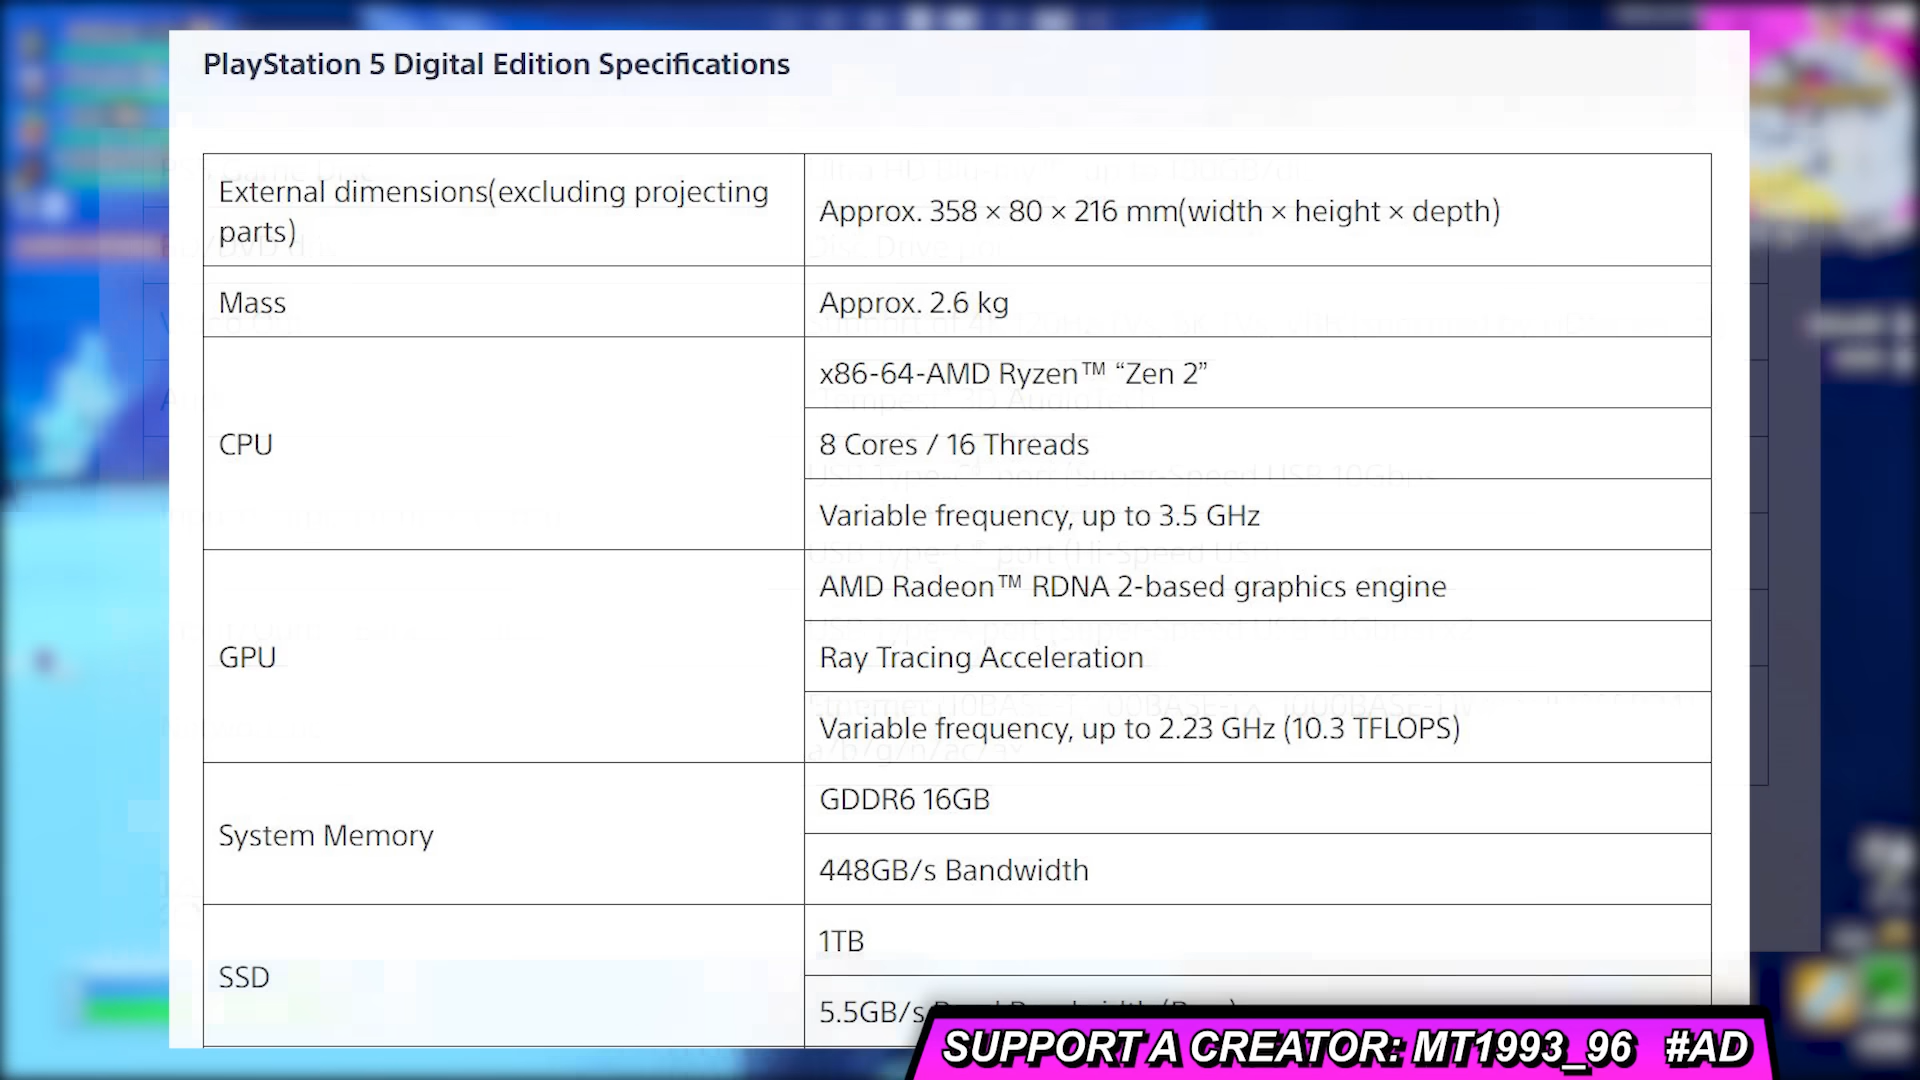 PlayStation 5 Digital Edition Specifications
External dimensions(excluding projecting
parts)
Approx. 358 × 80 × 216 mm(width × height × depth)
Mass
Approx. 2.6 kg
CPU
x86-64-AMD Ryzen™ “Zen 2”
8 Cores / 16 Threads
Variable frequency, up to 3.5 GHz
GPU
AMD Radeon™ RDNA 2-based graphics engine
Ray Tracing Acceleration
Variable frequency, up to 2.23 GHz (10.3 TFLOPS)
System Memory
GDDR6 16GB
448GB/s Bandwidth
SSD
1TB
5.5GB/s
SUPPORT A CREATOR: MT1993_96 #AD